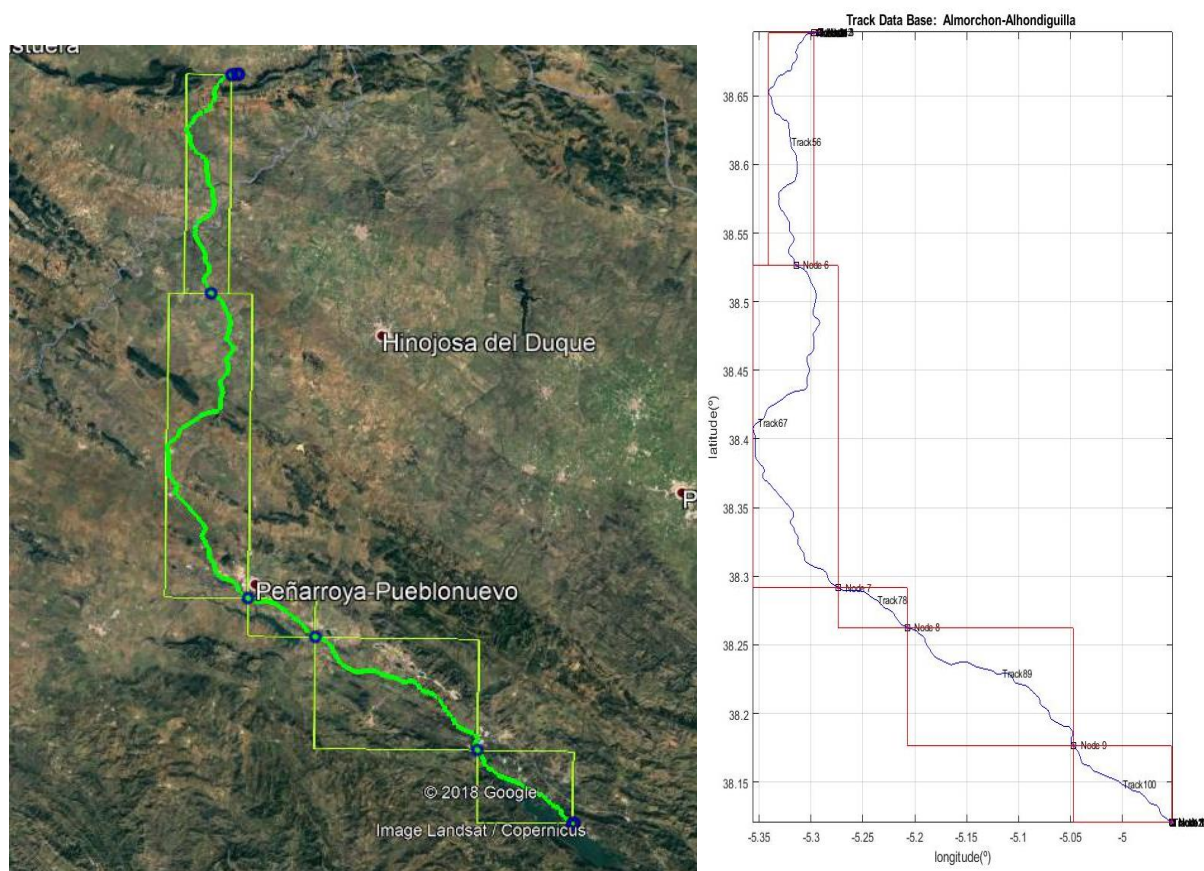 stuera
Hinojosa del Duque
P
Peñarroya-Pueblonuevo
© 2018 Google
Image Landsat / Copernicus
Track Data Base: Almorchon-Alhondiguilla
38.65
38.6
38.55
38.5
38.45
38.4
38.35
38.3
38.25
38.2
38.15
latitude(º)
Track56
Node 6
Track67
Node 7
Track78
Node 8
Track89
Node 9
Track100
-5.35
-5.3
-5.25
-5.2
-5.15
-5.1
-5.05
-5
longitude(º)